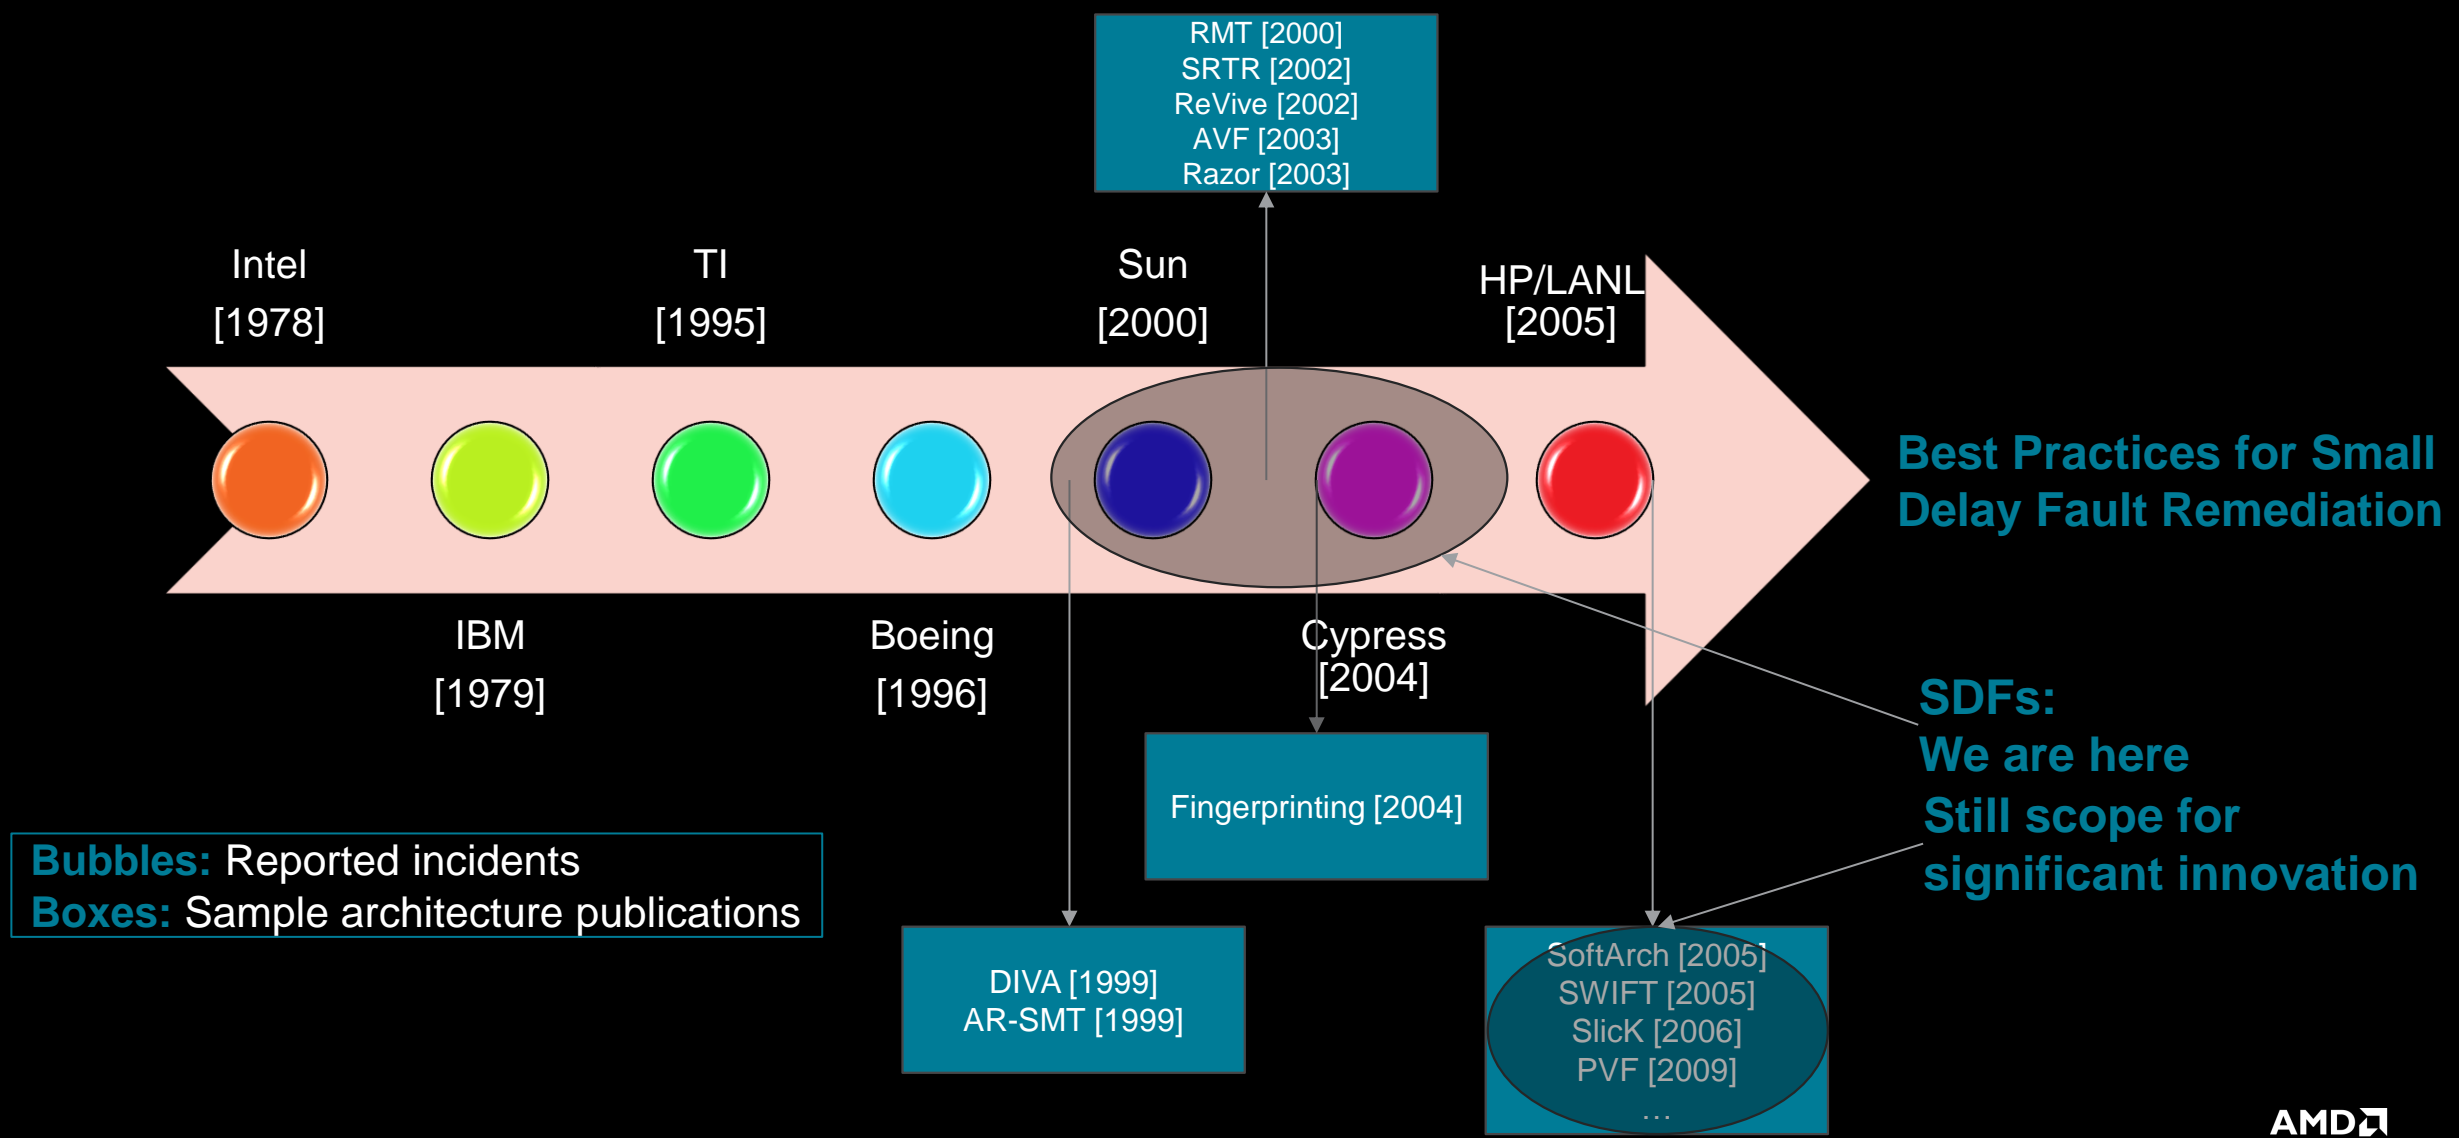 RMT [2000]
SRTR [2002]
ReVive [2002]
AVF [2003]
Razor [2003]
Intel
[1978]
TI
[1995]
Sun
[2000]
HP/LANL
[2005]
Best Practices for Small
Delay Fault Remediation
IBM
[1979]
Boeing
[1996]
Cypress
[2004]
SDFs:
We are here
Still scope for
significant innovation
Fingerprinting [2004]
Bubbles: Reported incidents
Boxes: Sample architecture publications
DIVA [1999]
AR-SMT [1999]
SoftArch [2005]
SWIFT [2005]
SlicK [2006]
PVF [2009]
…
AMD